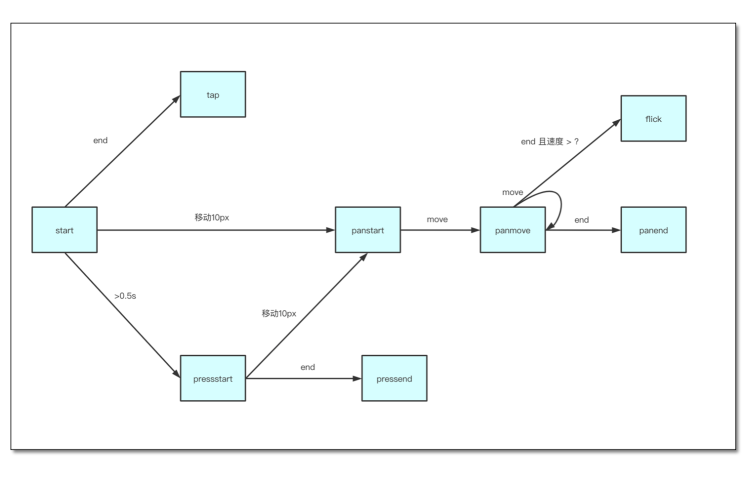 tap
flick
end
end 且速度 > ?
move
start
移动10px
panstart
move
panmove
end
panend
>0.5s
移动10px
pressstart
end
pressend